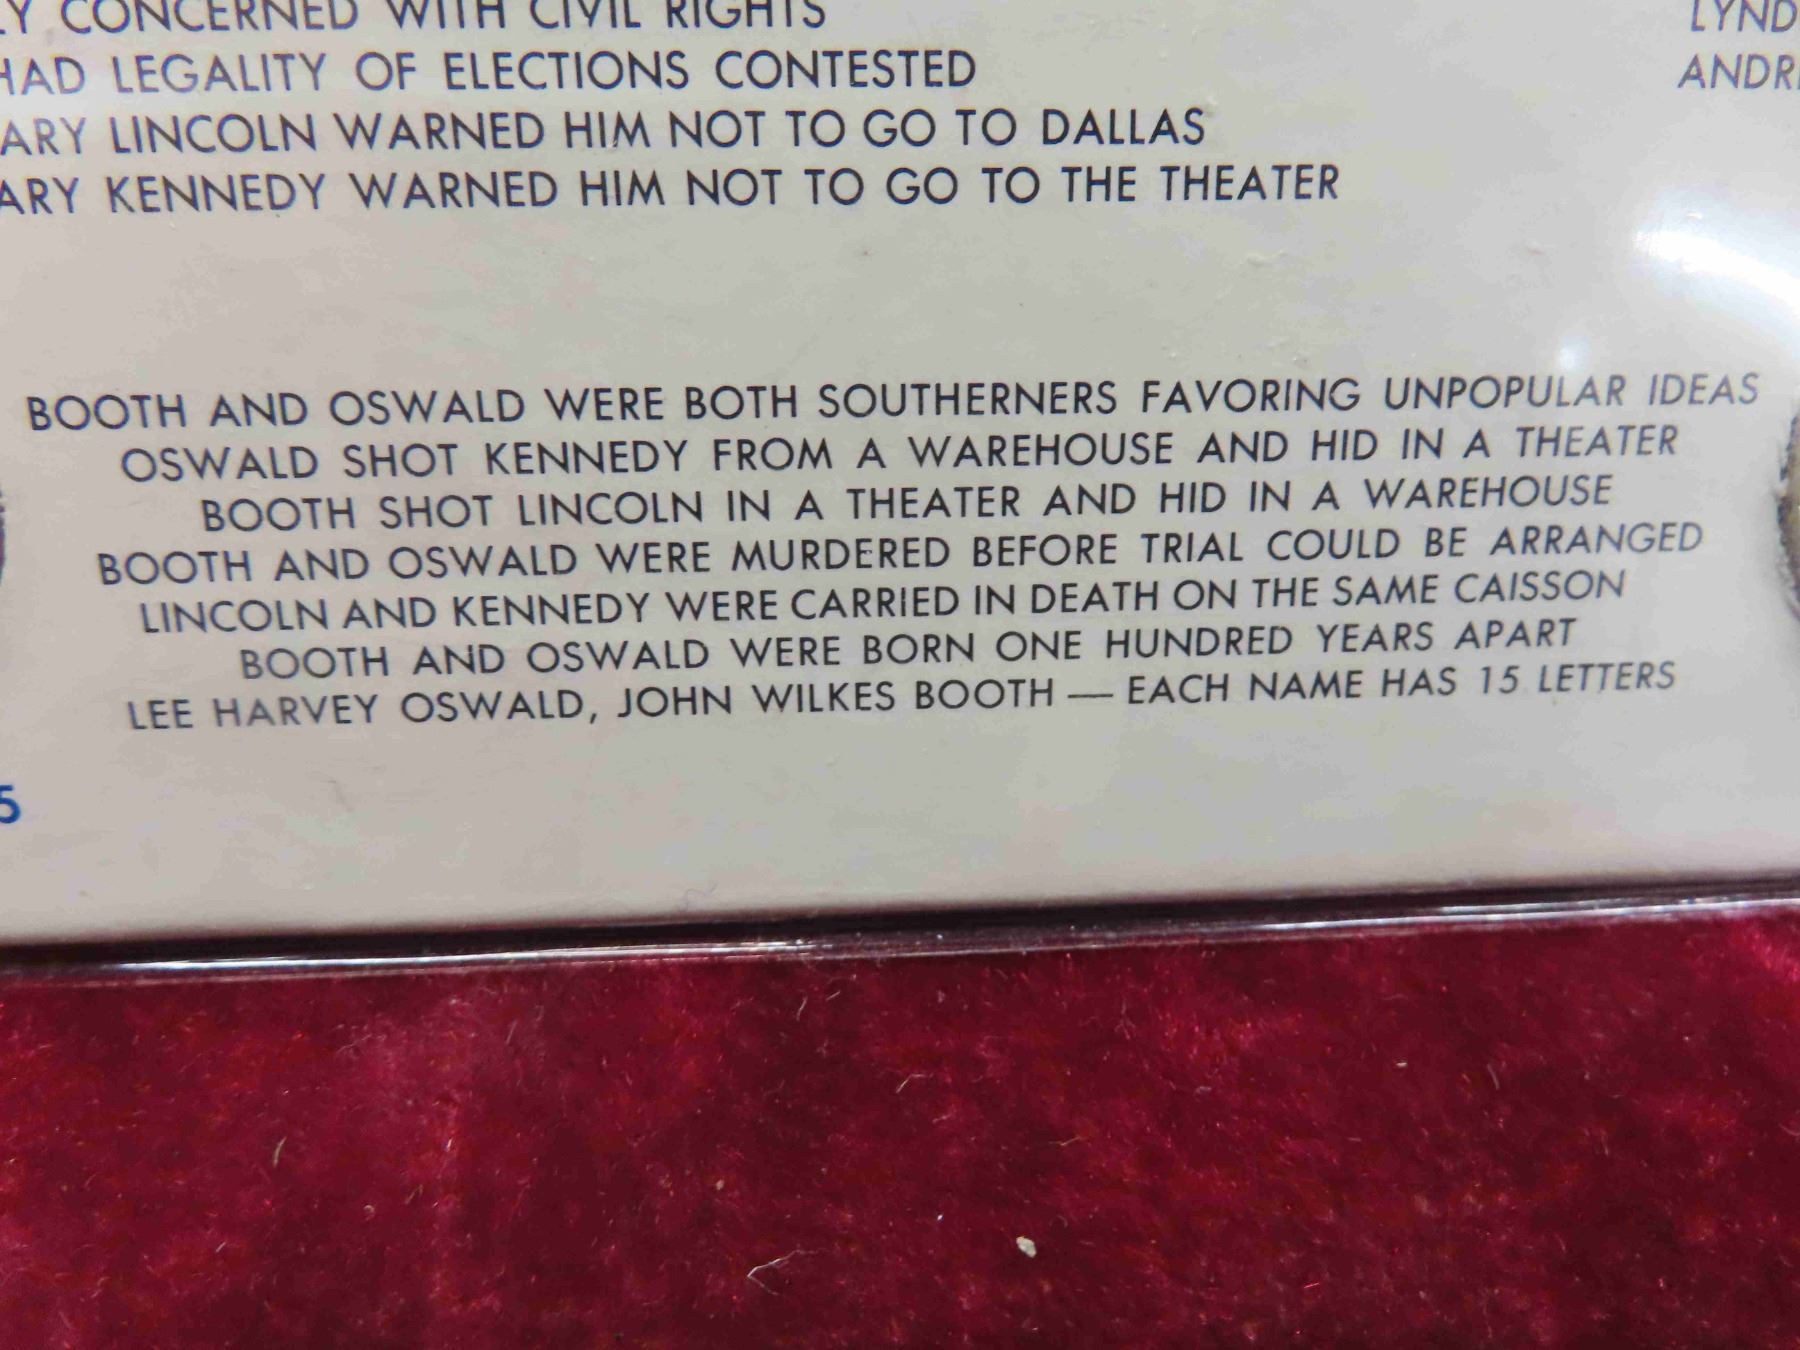 CONCERNED WITH CIVIL RIGHTS
HAD LEGALITY OF ELECTIONS CONTESTED
LINCOLN WARNED HIM NOT TO GO TO DALLAS
KENNEDY WARNED HIM NOT TO GO TO THE THEATER
BOOTH AND OSWALD WERE BOTH SOUTHERNERS FAVORING UNPOPULAR IDEAS
OSWALD SHOT KENNEDY FROM A WAREHOUSE AND HID IN A THEATER
BOOTH SHOT LINCOLN IN A THEATER AND HID IN A WAREHOUSE
BOOTH AND OSWALD WERE MURDERED BEFORE TRIAL COULD BE ARRANGED
LINCOLN AND KENNEDY WERE CARRIED IN DEATH ON THE SAME CAISSON
BOOTH AND OSWALD WERE BORN ONE HUNDRED YEARS APART
LEE HARVEY OSWALD, JOHN WILKES BOOTH — EACH NAME HAS 15 LETTERS
5